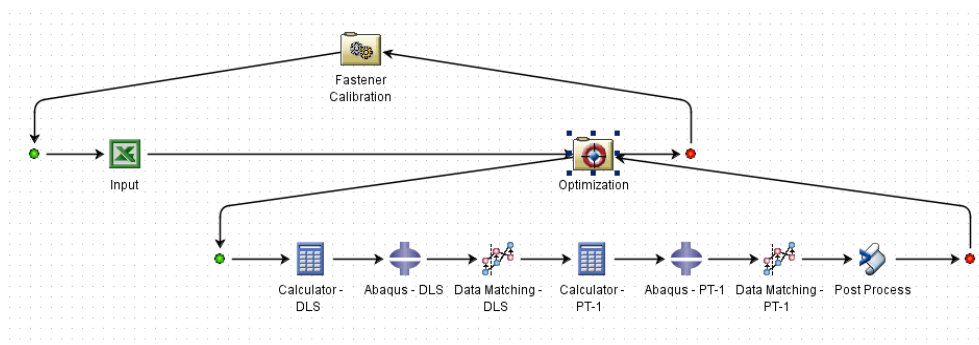 Fastener
Calibration
Input
Optimization
Calculator -
DLS
Abaqus - DLS
Data Matching -
DLS
Calculator -
PT-1
Abaqus - PT-1
Data Matching -
PT-1
Post Process